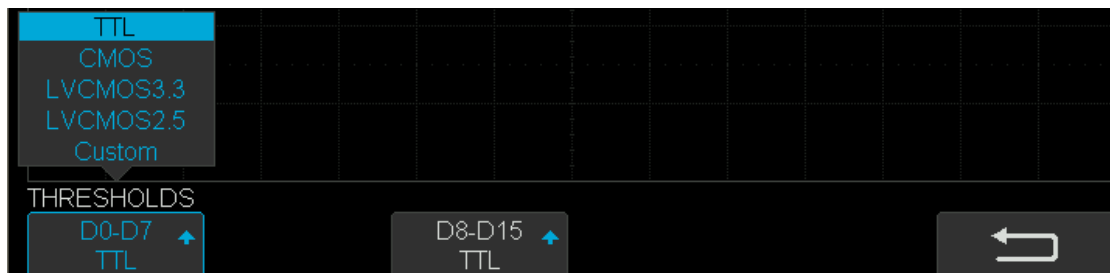 TTL
CMOS
LVCMOS3.3
LVCMOS2.5
Custom
THRESHOLDS
D0-D7
TTL
D8-D15
TTL